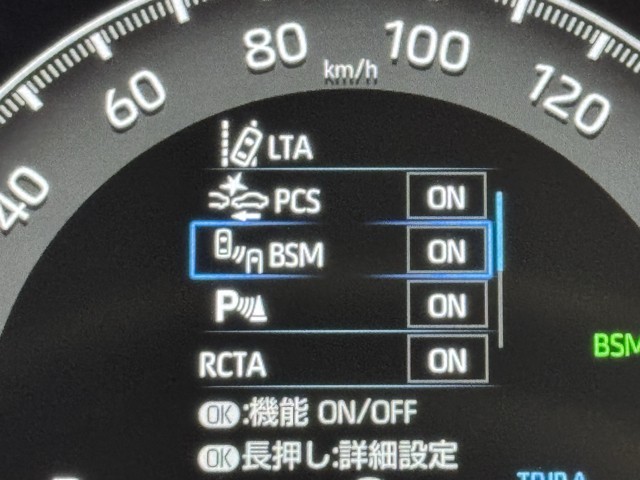 80
100
km/h
60
120
40
LTA
PCS ON
BSM ON
P ON
BSM
RCTA ON
OK:機能 ON/OFF
OK長押し:詳細設定
TRIP A